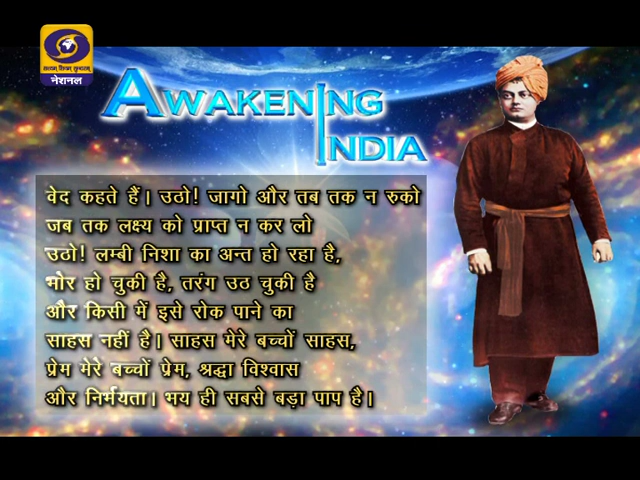 सत्यम् शिवम् सुन्दरम्
नेशनल
AWAKENING
INDIA
वेद कहते हैं। उठो! जागो और तब तक न रुको
जब तक लक्ष्य को प्राप्त न कर लो
उठो! लम्बी निशा का अन्त हो रहा है,
भोर हो चुकी है, तरंग उठ चुकी है
और किसी में इसे रोक पाने का
साहस नहीं है। साहस मेरे बच्चों साहस,
प्रेम मेरे बच्चों प्रेम, श्रद्धा विश्वास
और निर्भयता। भय ही सबसे बड़ा पाप है।